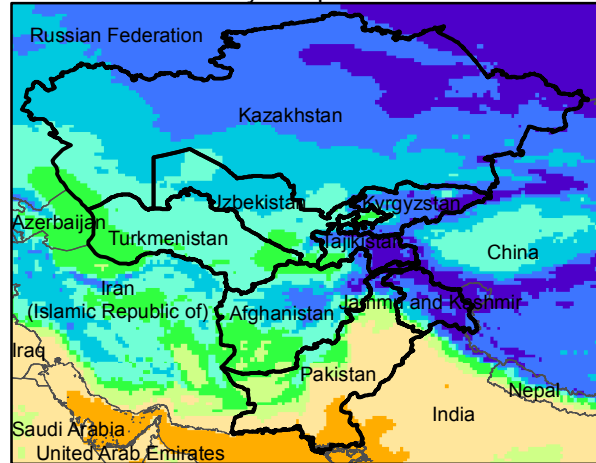 Russian Federation
Kazakhstan
Uzbekistan
Kyrgyzstan
Azerbaijan
Turkmenistan
Tajikistan
China
Iran
(Islamic Republic of)
Afghanistan
Jammu and Kashmir
Iraq
Pakistan
Nepal
India
Saudi Arabia
United Arab Emirates